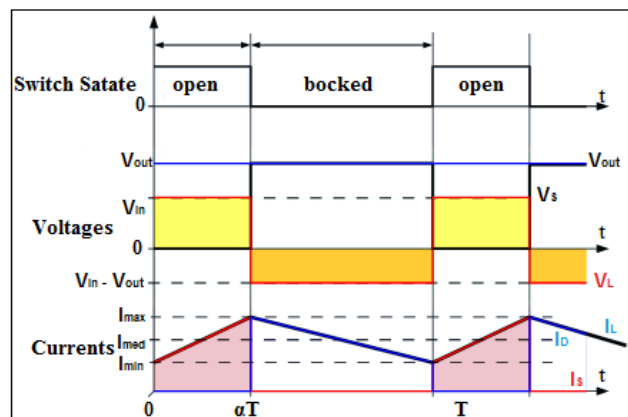 Switch Satate
open
bocked
open
0
t
Vout
Vout
Vin
Vs
Voltages
0
t
Vin - Vout
VL
Imax
IL
Imed
ID
Currents
Imin
Is
t
0
αT
T